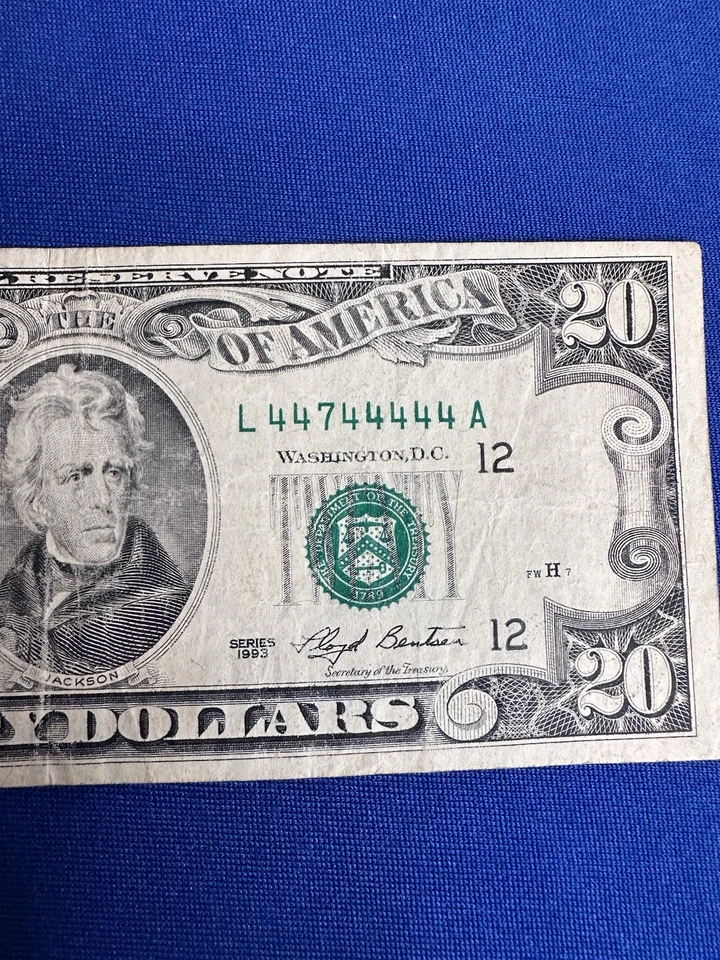 RESERVE NOTE
THE
OF AMERICA
20
L 44744444 A
WASHINGTON, D.C.
12
THE DEPARTMENT OF THE TREASURY
1789
FW H 7
SERIES
1993
Floyd Bentsen
12
Secretary of the Treasury.
JACKSON
20
Y DOLLARS